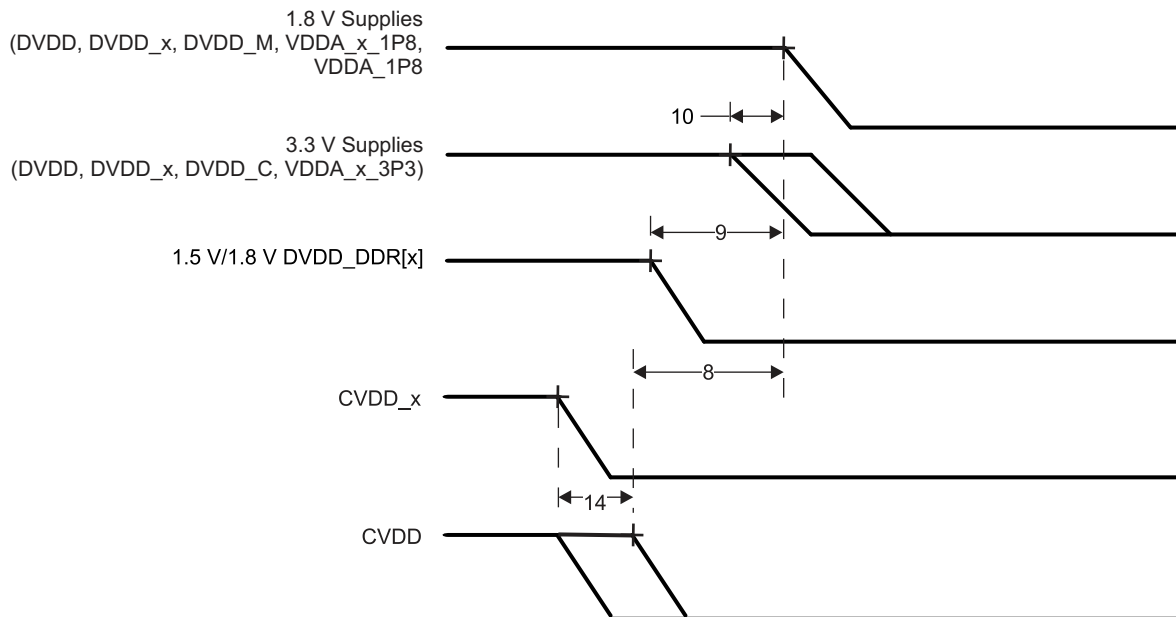 1.8 V Supplies
(DVDD, DVDD_x, DVDD_M, VDDA_x_1P8,
VDDA_1P8
10
3.3 V Supplies
(DVDD, DVDD_x, DVDD_C, VDDA_x_3P3)
9
1.5 V/1.8 V DVDD_DDR[x]
8
CVDD_x
14
CVDD